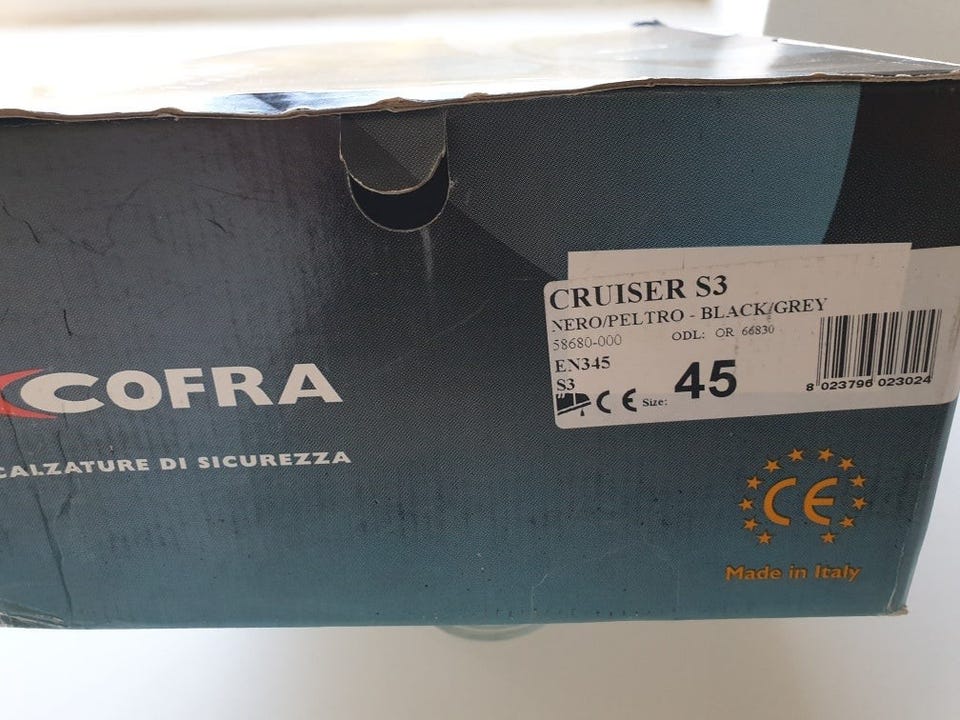 COFRA
CALZATURE DI SICUREZZA
CRUISER S3
NERO/PELTRO - BLACK/GREY
58680-000 ODL: OR 66830
EN345
S3
CE Size: 45
8 023796 023024
CE
Made in Italy